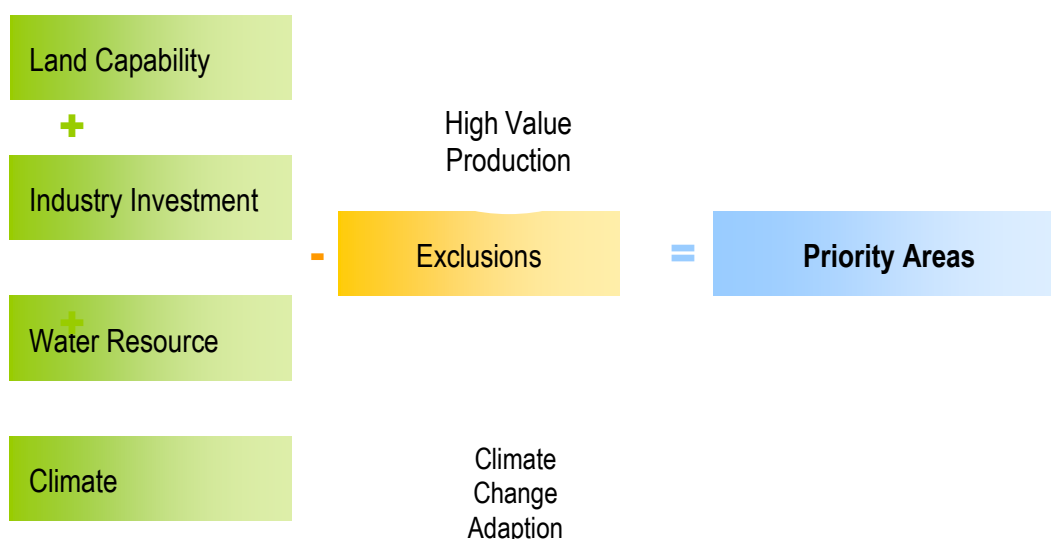 Land Capability
+
High Value
Production
Industry Investment
- Exclusions = Priority Areas
+
Water Resource
Climate
Climate
Change
Adaption